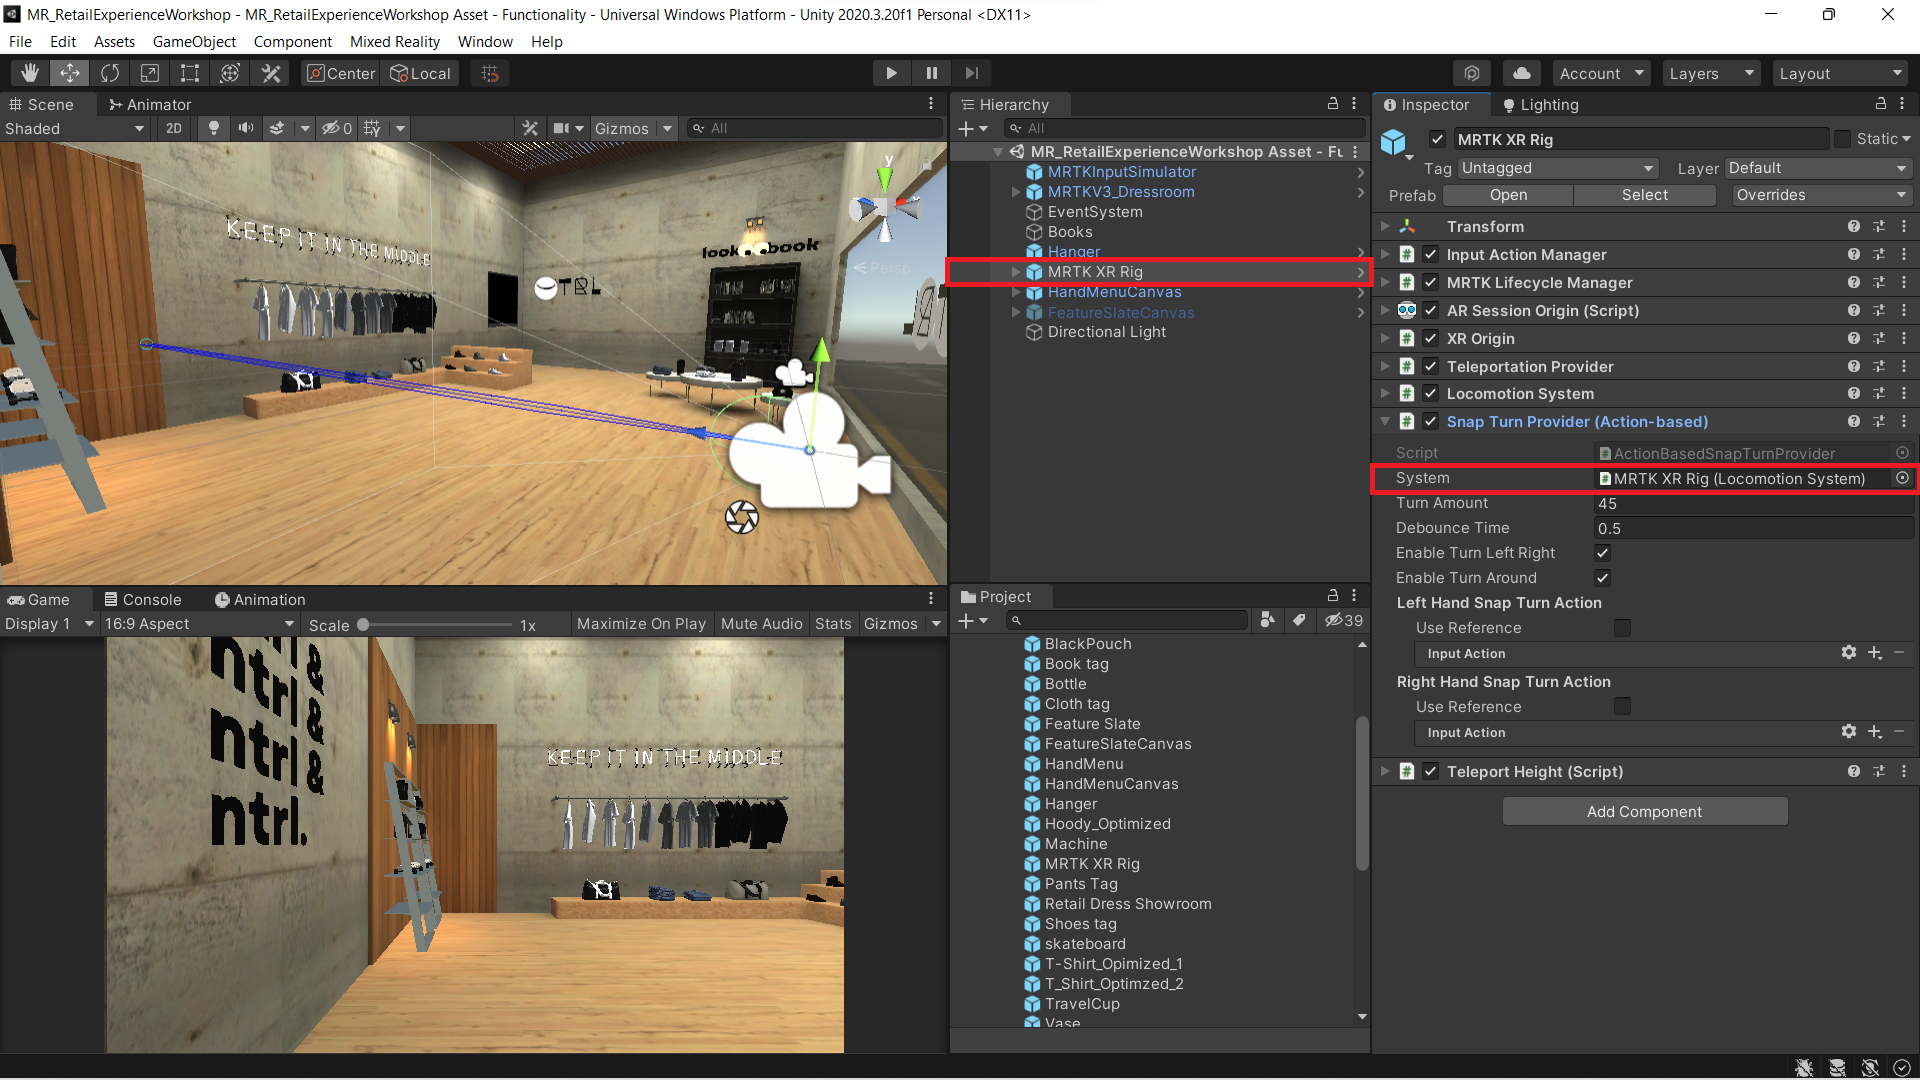 MR_RetailExperienceWorkshop - MR_RetailExperienceWorkshop Asset - Functionality - Universal Windows Platform - Unity 2020.3.20f1 Personal <DX11>
File Edit Assets GameObject Component Mixed Reality Window Help
Center Local Account Layers Layout
Scene Animator
Shaded 2D 0 Gizmos All
KEEP IT IN THE MIDDLE
look book
y
Persp
Game Console Animation
Display 1 16:9 Aspect Scale 1x Maximize On Play Mute Audio Stats Gizmos
ntrl &
ntrl &
ntrl &
ntrl.
KEEP IT IN THE MIDDLE
Hierarchy
All
MR_RetailExperienceWorkshop Asset - Fu
MRTKInputSimulator
MRTKV3_Dressroom
EventSystem
Books
Hanger
MRTK XR Rig
HandMenuCanvas
FeatureSlateCanvas
Directional Light
Project
39
BlackPouch
Book tag
Bottle
Cloth tag
Feature Slate
FeatureSlateCanvas
HandMenu
HandMenuCanvas
Hanger
Hoody_Optimized
Machine
MRTK XR Rig
Pants Tag
Retail Dress Showroom
Shoes tag
skateboard
T-Shirt_Opimized_1
T_Shirt_Optimzed_2
TravelCup
Vase
Inspector Lighting
MRTK XR Rig Static
Tag Untagged Layer Default
Prefab Open Select Overrides
Transform
Input Action Manager
MRTK Lifecycle Manager
AR Session Origin (Script)
XR Origin
Teleportation Provider
Locomotion System
Snap Turn Provider (Action-based)
Script ActionBasedSnapTurnProvider
System MRTK XR Rig (Locomotion System)
Turn Amount 45
Debounce Time 0.5
Enable Turn Left Right
Enable Turn Around
Left Hand Snap Turn Action
Use Reference
Input Action
Right Hand Snap Turn Action
Use Reference
Input Action
Teleport Height (Script)
Add Component